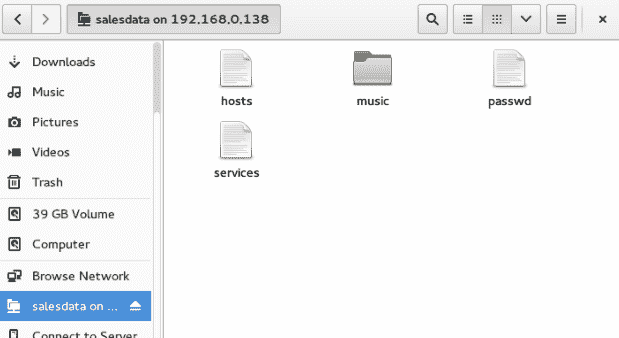 salesdata on 192.168.0.138
Downloads
Music
Pictures
Videos
Trash
39 GB Volume
Computer
Browse Network
salesdata on ...
Connect to Server
hosts
music
passwd
services